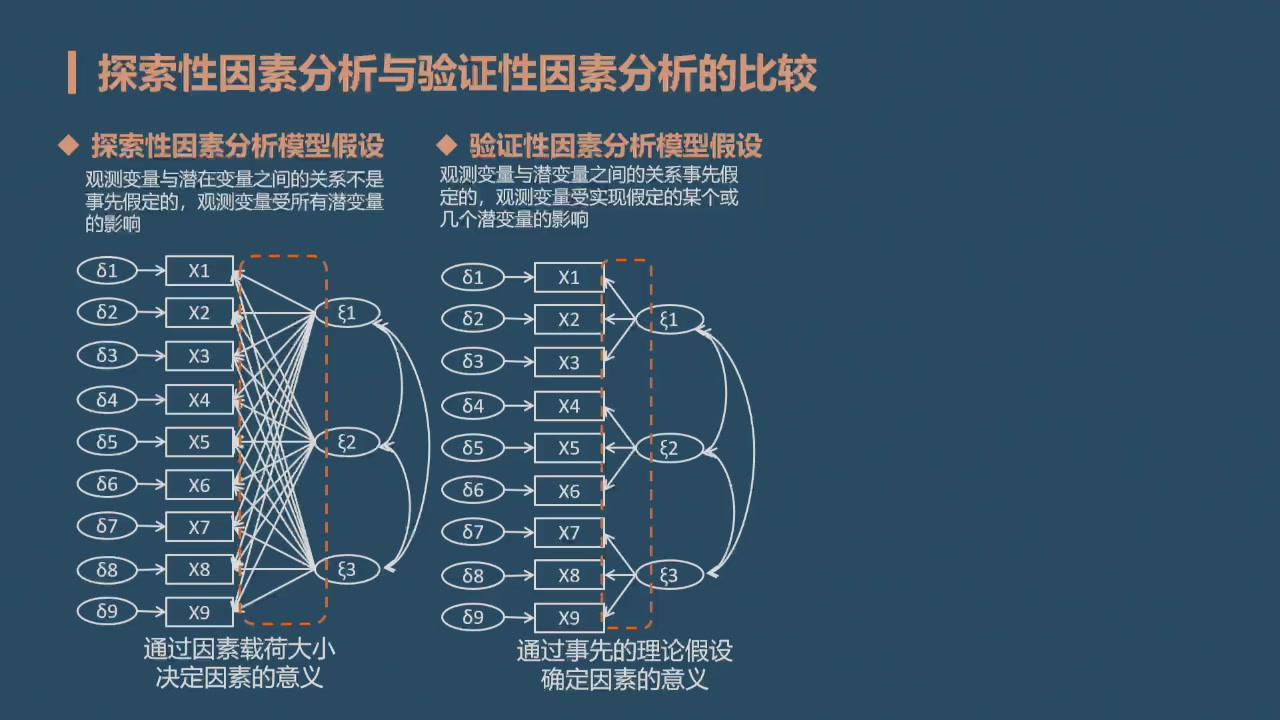 探索性因素分析与验证性因素分析的比较
探索性因素分析模型假设
观测变量与潜在变量之间的关系不是
事先假定的，观测变量受所有潜变量
的影响
δ1 X1
δ2 X2
δ3 X3
δ4 X4
δ5 X5
δ6 X6
δ7 X7
δ8 X8
δ9 X9
ξ1
ξ2
ξ3
通过因素载荷大小
决定因素的意义
验证性因素分析模型假设
观测变量与潜变量之间的关系事先假
定的，观测变量受实现假定的某个或
几个潜变量的影响
δ1 X1
δ2 X2
δ3 X3
δ4 X4
δ5 X5
δ6 X6
δ7 X7
δ8 X8
δ9 X9
ξ1
ξ2
ξ3
通过事先的理论假设
确定因素的意义